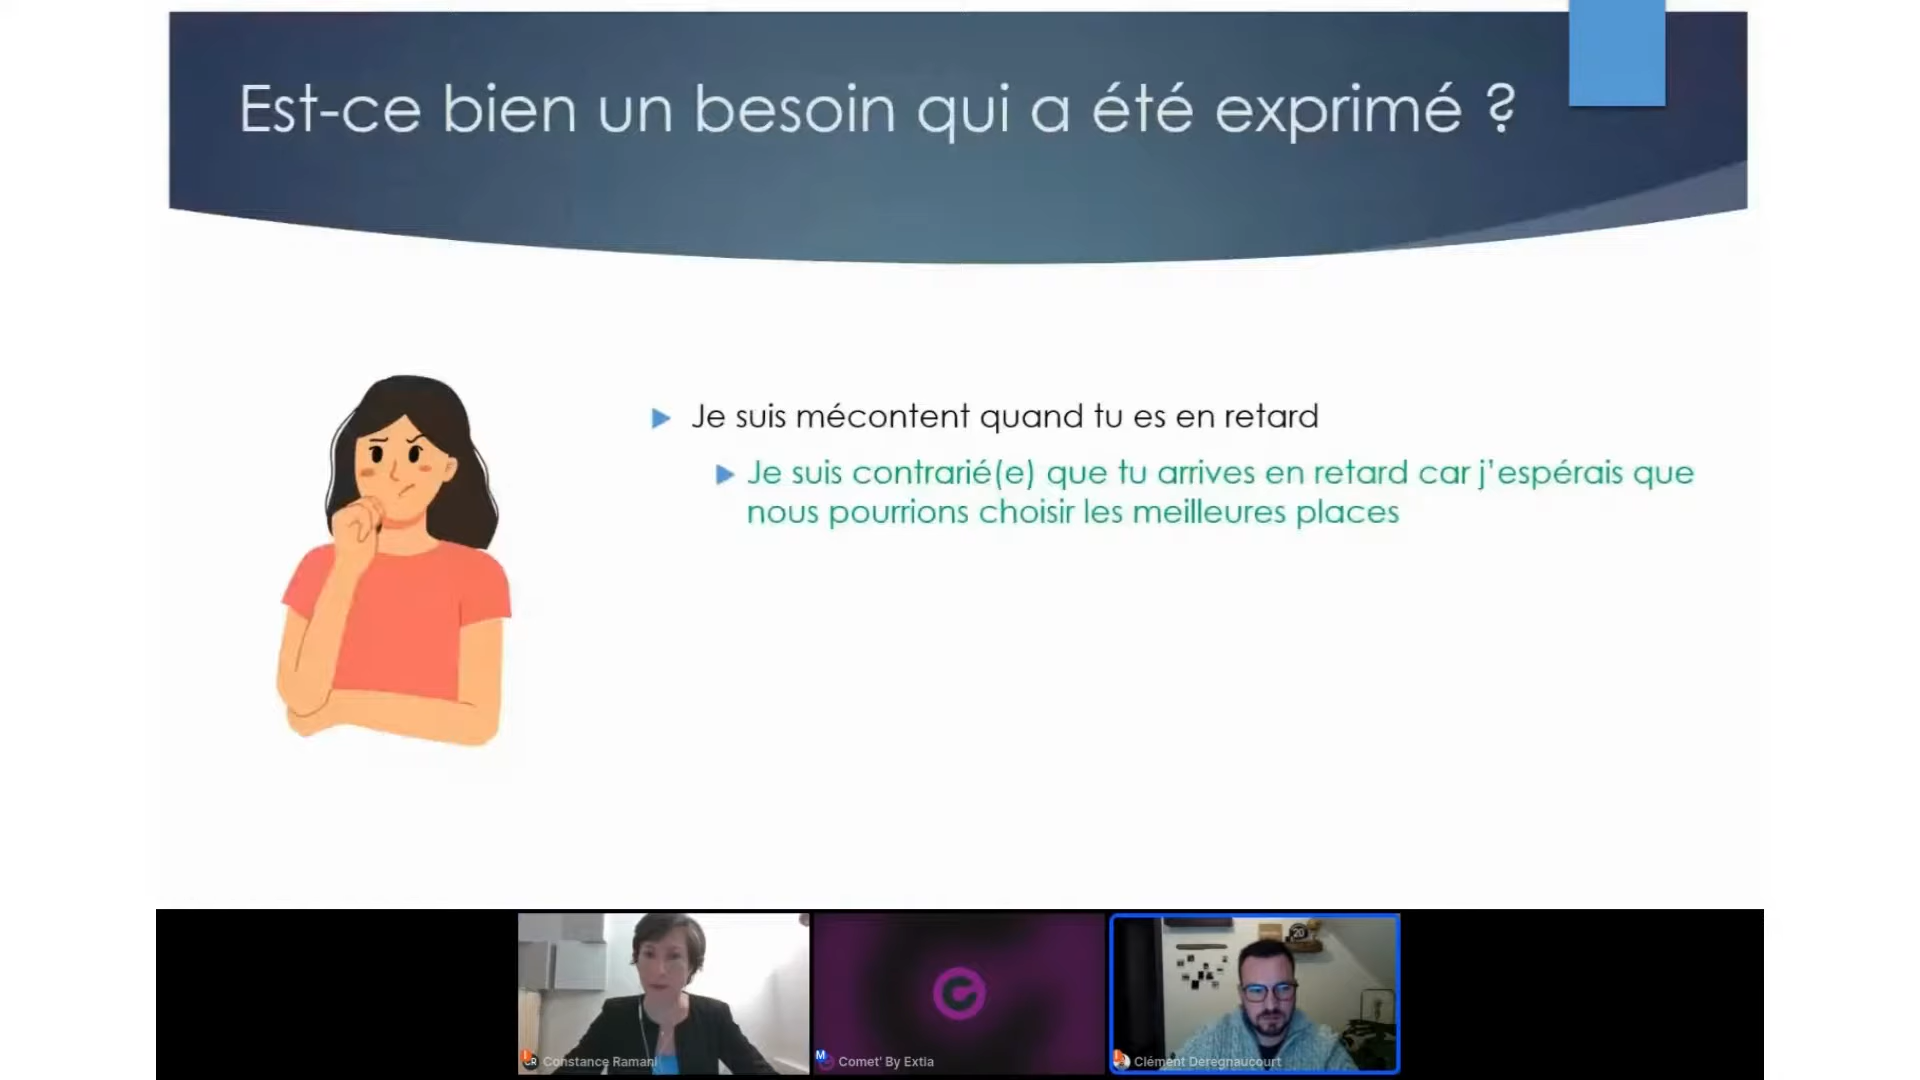 Est-ce bien un besoin qui a été exprimé ?
Je suis mécontent quand tu es en retard
Je suis contrarié(e) que tu arrives en retard car j'espérais que
nous pourrions choisir les meilleures places
20
CR Constance Ramani
M Comet' By Extia
Clément Deregnaucourt